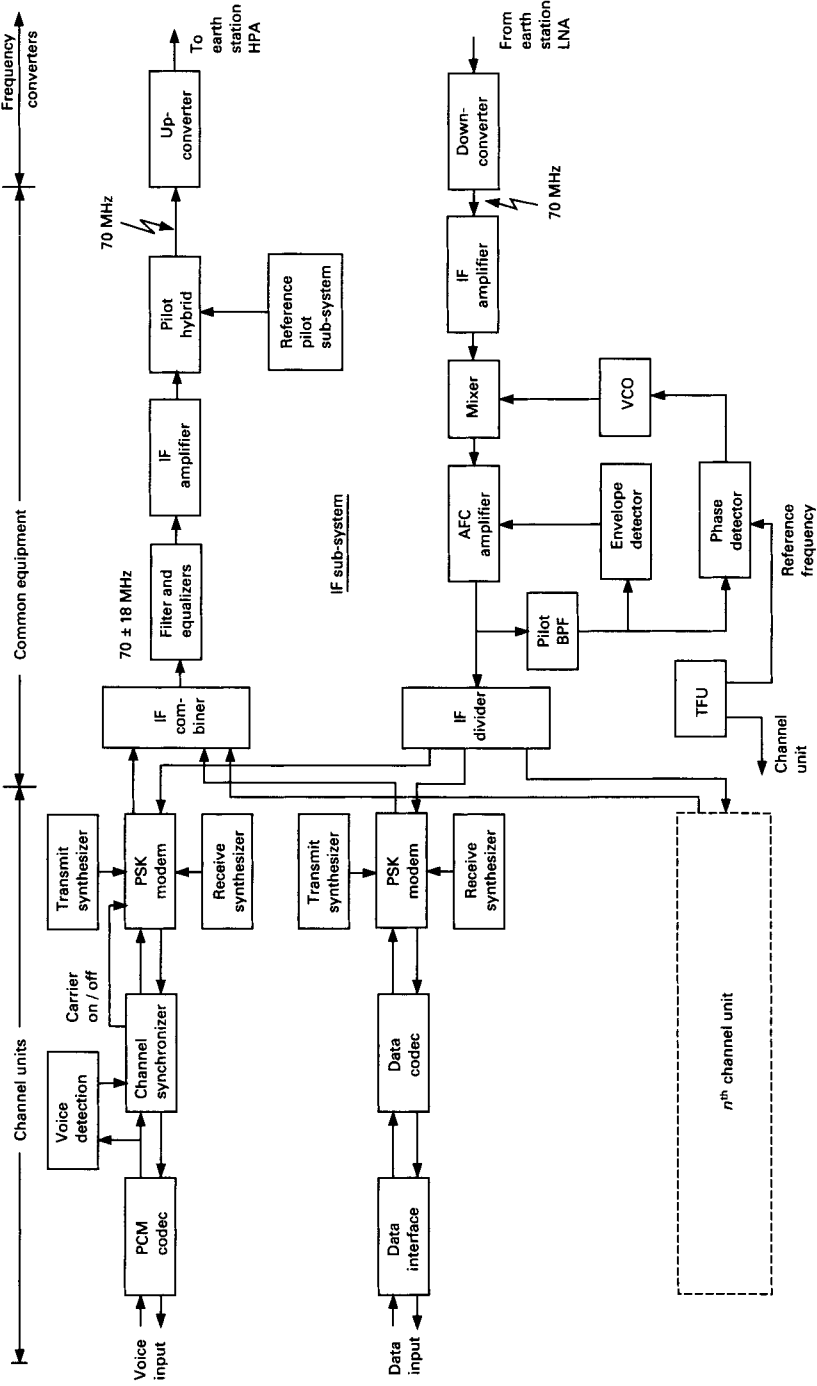 Channel units
Common equipment
Frequency
converters
Voice
input
PCM
codec
Voice
detection
Channel
synchronizer
Carrier
on / off
Transmit
synthesizer
PSK
modem
Receive
synthesizer
IF
com-
biner
70 ± 18 MHz
Filter and
equalizers
IF
amplifier
Pilot
hybrid
Reference
pilot
sub-system
70 MHz
Up-
converter
To
earth
station
HPA
IF sub-system
Data
input
Data
interface
Data
codec
Transmit
synthesizer
PSK
modem
Receive
synthesizer
IF
divider
Pilot
BPF
AFC
amplifier
Envelope
detector
Mixer
VCO
Phase
detector
IF
amplifier
70 MHz
Down-
converter
From
earth
station
LNA
TFU
Channel
unit
Reference
frequency
nth channel unit